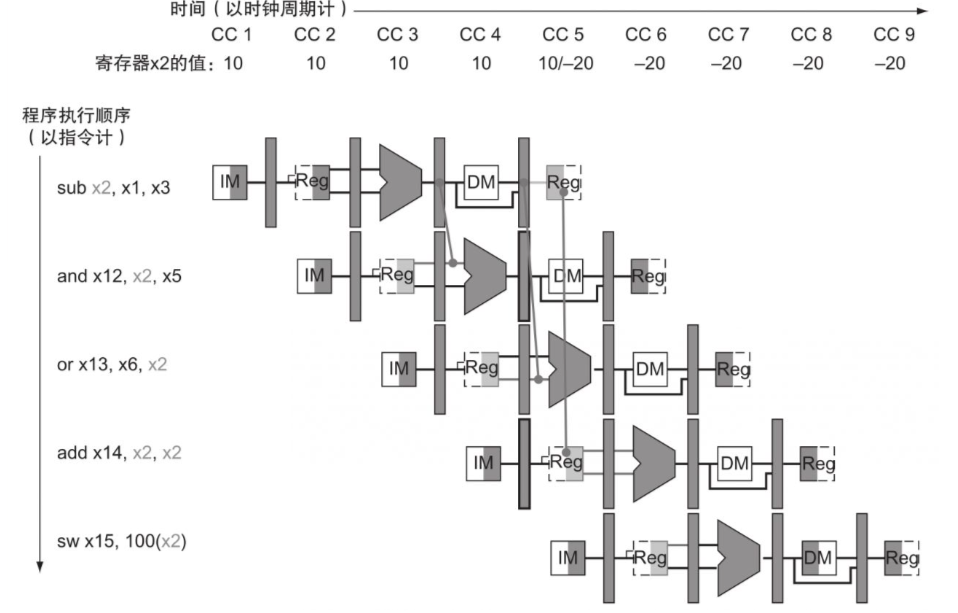 时间（以时钟周期计）
CC 1 CC 2 CC 3 CC 4 CC 5 CC 6 CC 7 CC 8 CC 9
寄存器x2的值：10 10 10 10 10/–20 –20 –20 –20 –20
程序执行顺序
（以指令计）
sub x2, x1, x3
IM Reg DM Reg
and x12, x2, x5
IM Reg DM Reg
or x13, x6, x2
IM Reg DM Reg
add x14, x2, x2
IM Reg DM Reg
sw x15, 100(x2)
IM Reg DM Reg